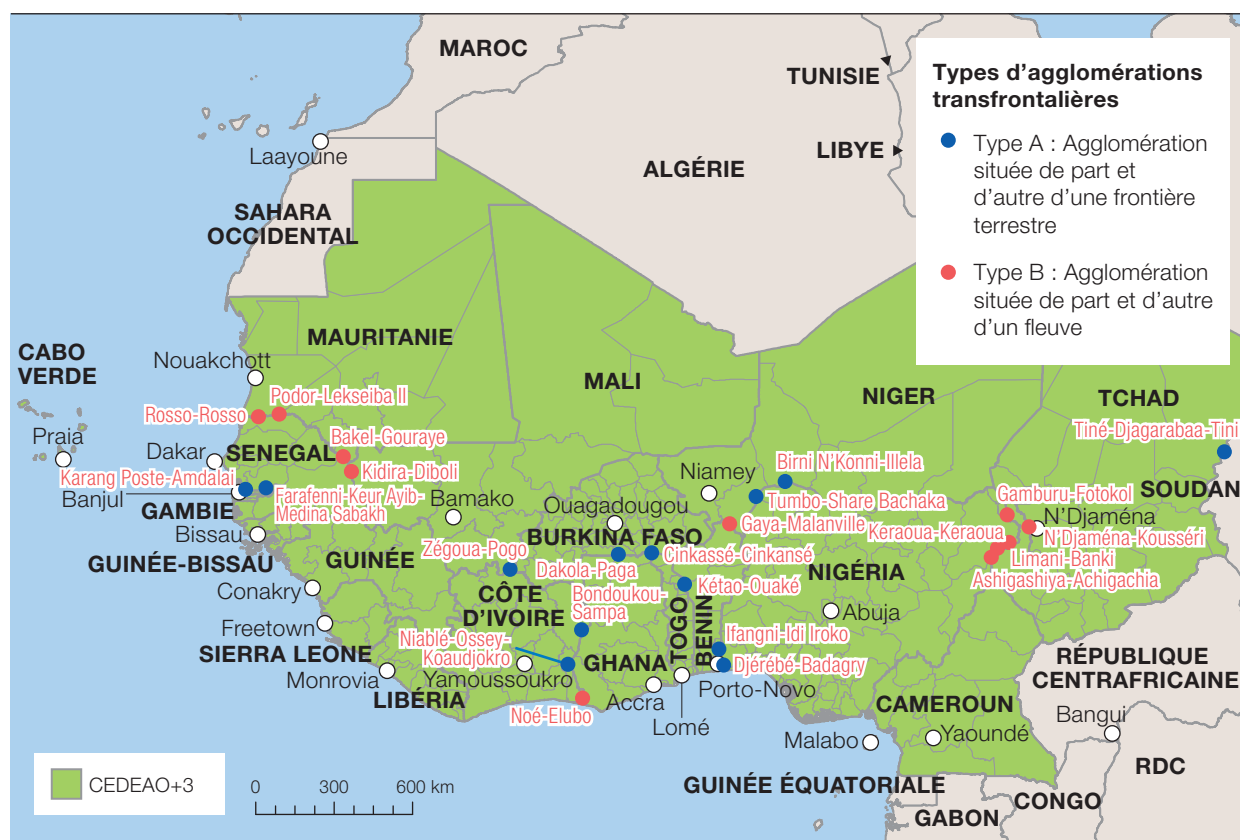 MAROC
TUNISIE
LIBYE
ALGÉRIE
Laayoune
SAHARA
OCCIDENTAL
Types d’agglomérations
transfrontalières
Type A : Agglomération
située de part et
d’autre d’une frontière
terrestre
Type B : Agglomération
située de part et d’autre
d’un fleuve
CABO
VERDE
Praia
MAURITANIE
Nouakchott
MALI
NIGER
TCHAD
Rosso-Rosso
Podor-Lekseiba II
Bakel-Gouraye
Kidira-Diboli
Dakar
SENEGAL
Karang Poste-Amdalai
Banjul
Farafenni-Keur Ayib-
Medina Sabakh
GAMBIE
Bissau
GUINÉE-BISSAU
GUINÉE
Conakry
Freetown
SIERRA LEONE
Monrovia
LIBÉRIA
Bamako
Zégoua-Pogo
Ouagadougou
BURKINA FASO
Dakola-Paga
Cinkassé-Cinkansé
Niamey
Birni N’Konni-Illela
Tumbo-Share Bachaka
Gaya-Malanville
Kétao-Ouaké
CÔTE
D’IVOIRE
Bondoukou-
Sampa
Niablé-Ossey-
Koaudjokro
Yamoussoukro
Noé-Elubo
GHANA
Accra
TOGO
Lomé
BENIN
Ifangni-Idi Iroko
Djérébé-Badagry
Porto-Novo
NIGÉRIA
Abuja
Tiné-Djagarabaa-Tini
SOUDAN
Gamburu-Fotokol
N’Djaména
Keraoua-Keraoua
N’Djaména-Kousséri
Limani-Banki
Ashigashiya-Achigachia
RÉPUBLIQUE
CENTRAFRICAINE
Bangui
CAMEROUN
Yaoundé
Malabo
GUINÉE ÉQUATORIALE
GABON
CONGO
RDC
CEDEAO+3
0 300 600 km